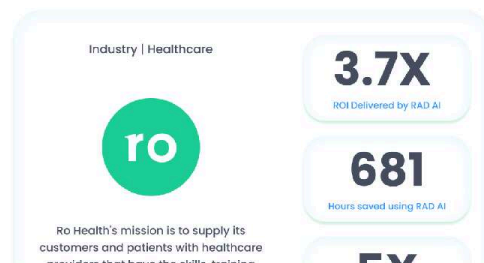 Industry | Healthcare
ro
Ro Health's mission is to supply its
customers and patients with healthcare
3.7X
ROI Delivered by RAD AI
681
Hours saved using RAD AI
5X